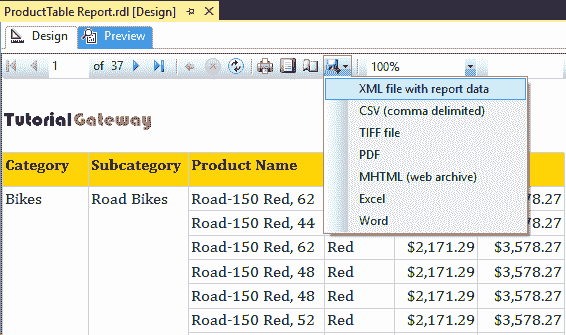 ProductTable Report.rdl [Design]
Design Preview
1 of 37 100%
XML file with report data
CSV (comma delimited)
TIFF file
PDF
MHTML (web archive)
Excel
Word
Tutorial Gateway
Category Subcategory Product Name
Bikes Road Bikes Road-150 Red, 62 578.27
Road-150 Red, 44 578.27
Road-150 Red, 62 Red $2,171.29 $3,578.27
Road-150 Red, 48 Red $2,171.29 $3,578.27
Road-150 Red, 48 Red $2,171.29 $3,578.27
Road-150 Red, 52 Red $2,171.29 $3,578.27